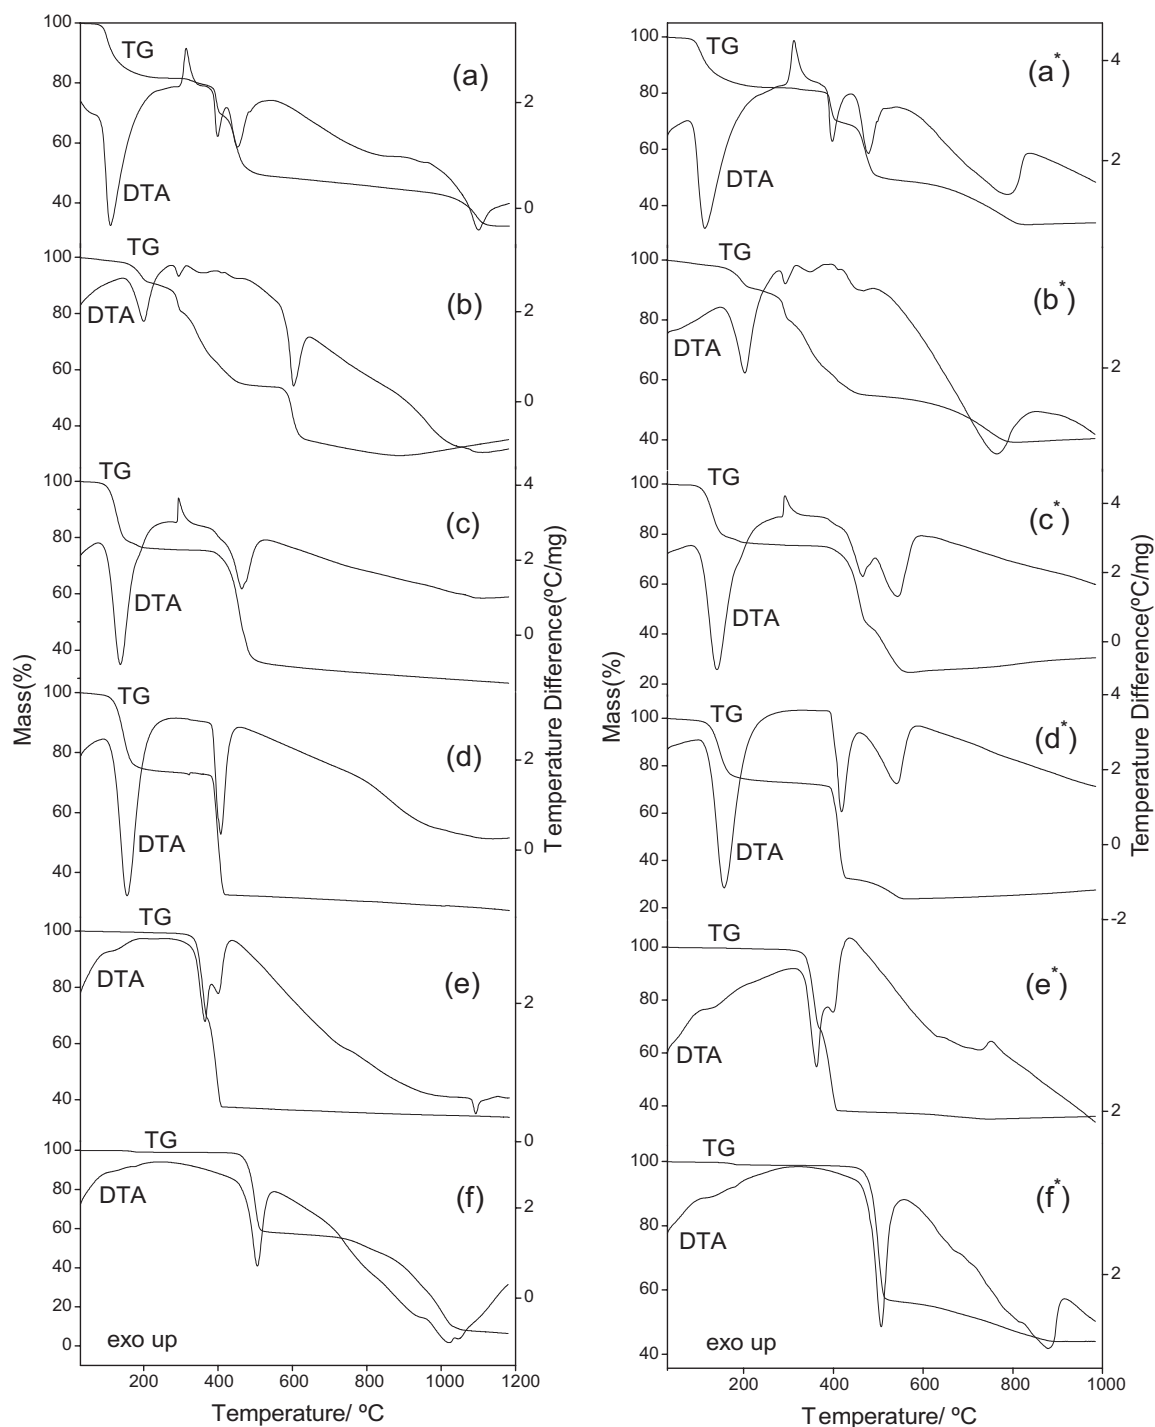 100
80
60
40
TG
DTA
(a)
2
0
100
80
60
40
TG
DTA
(b)
2
0
100
80
60
40
TG
DTA
(c)
4
2
0
100
80
60
40
TG
DTA
(d)
2
0
100
80
60
40
TG
DTA
(e)
2
0
100
80
60
40
20
0
TG
DTA
(f)
2
0
exo up
200 400 600 800 1000 1200
Temperature/ ºC
Mass(%)
Temperature Difference(ºC/mg)
100
80
60
40
TG
DTA
(a*)
4
2
100
80
60
40
TG
DTA
(b*)
2
100
80
60
40
20
TG
DTA
(c*)
4
2
0
100
80
60
40
20
TG
DTA
(d*)
4
2
0
-2
100
80
60
40
TG
DTA
(e*)
2
100
80
60
40
TG
DTA
(f*)
2
exo up
200 400 600 800 1000
Temperature/ ºC
Mass(%)
Temperature Difference(ºC/mg)